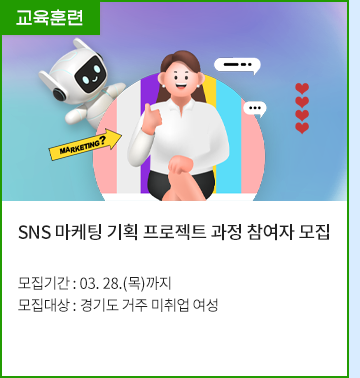 교육훈련
MARKETING?
SNS 마케팅 기획 프로젝트 과정 참여자 모집
모집기간 : 03. 28.(목)까지
모집대상 : 경기도 거주 미취업 여성